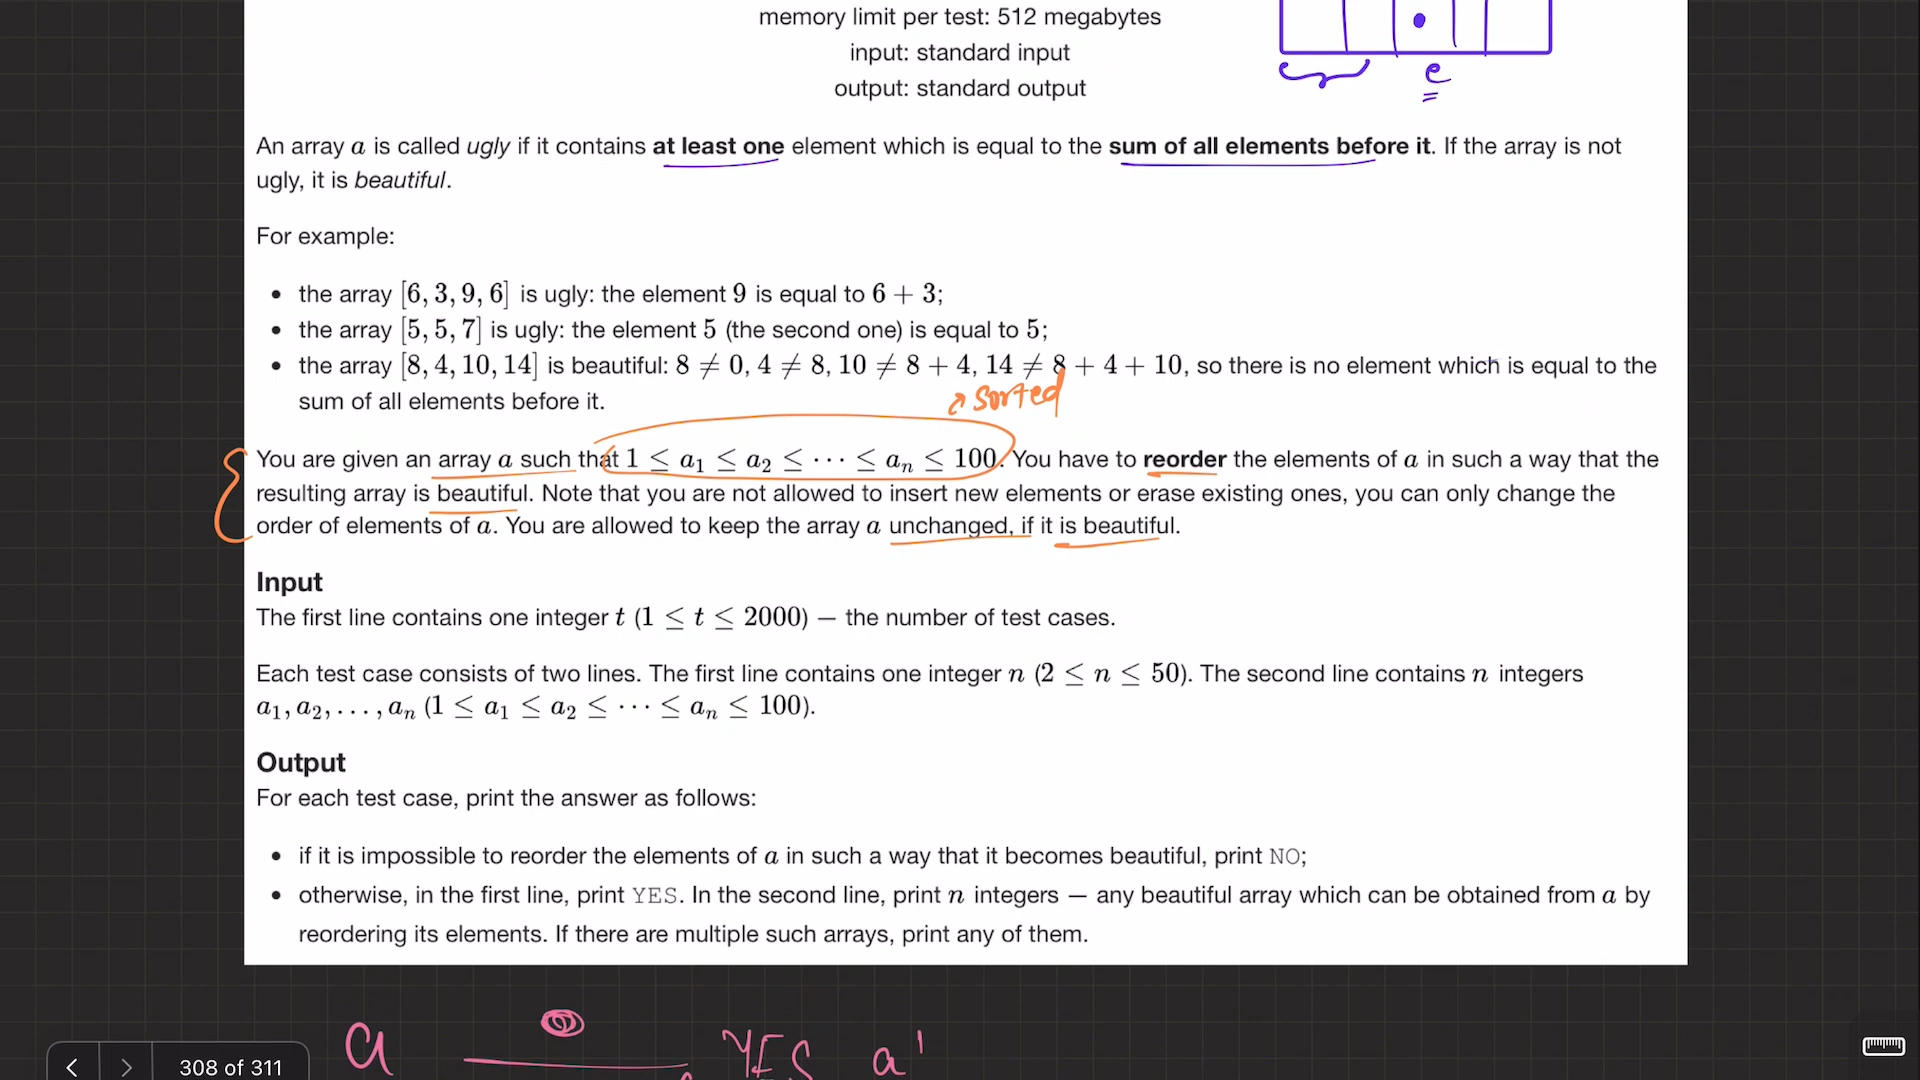 memory limit per test: 512 megabytes
input: standard input
output: standard output
e
An array a is called ugly if it contains at least one element which is equal to the sum of all elements before it. If the array is not
ugly, it is beautiful.
For example:
• the array [6, 3, 9, 6] is ugly: the element 9 is equal to 6 + 3;
• the array [5, 5, 7] is ugly: the element 5 (the second one) is equal to 5;
• the array [8, 4, 10, 14] is beautiful: 8 ≠ 0, 4 ≠ 8, 10 ≠ 8 + 4, 14 ≠ 8 + 4 + 10, so there is no element which is equal to the
sum of all elements before it.
sorted
You are given an array a such that 1 ≤ a₁ ≤ a₂ ≤ ⋯ ≤ aₙ ≤ 100. You have to reorder the elements of a in such a way that the
resulting array is beautiful. Note that you are not allowed to insert new elements or erase existing ones, you can only change the
order of elements of a. You are allowed to keep the array a unchanged, if it is beautiful.
Input
The first line contains one integer t (1 ≤ t ≤ 2000) — the number of test cases.
Each test case consists of two lines. The first line contains one integer n (2 ≤ n ≤ 50). The second line contains n integers
a₁, a₂, . . . , aₙ (1 ≤ a₁ ≤ a₂ ≤ ⋯ ≤ aₙ ≤ 100).
Output
For each test case, print the answer as follows:
• if it is impossible to reorder the elements of a in such a way that it becomes beautiful, print NO;
• otherwise, in the first line, print YES. In the second line, print n integers — any beautiful array which can be obtained from a by
reordering its elements. If there are multiple such arrays, print any of them.
a YES a'
308 of 311